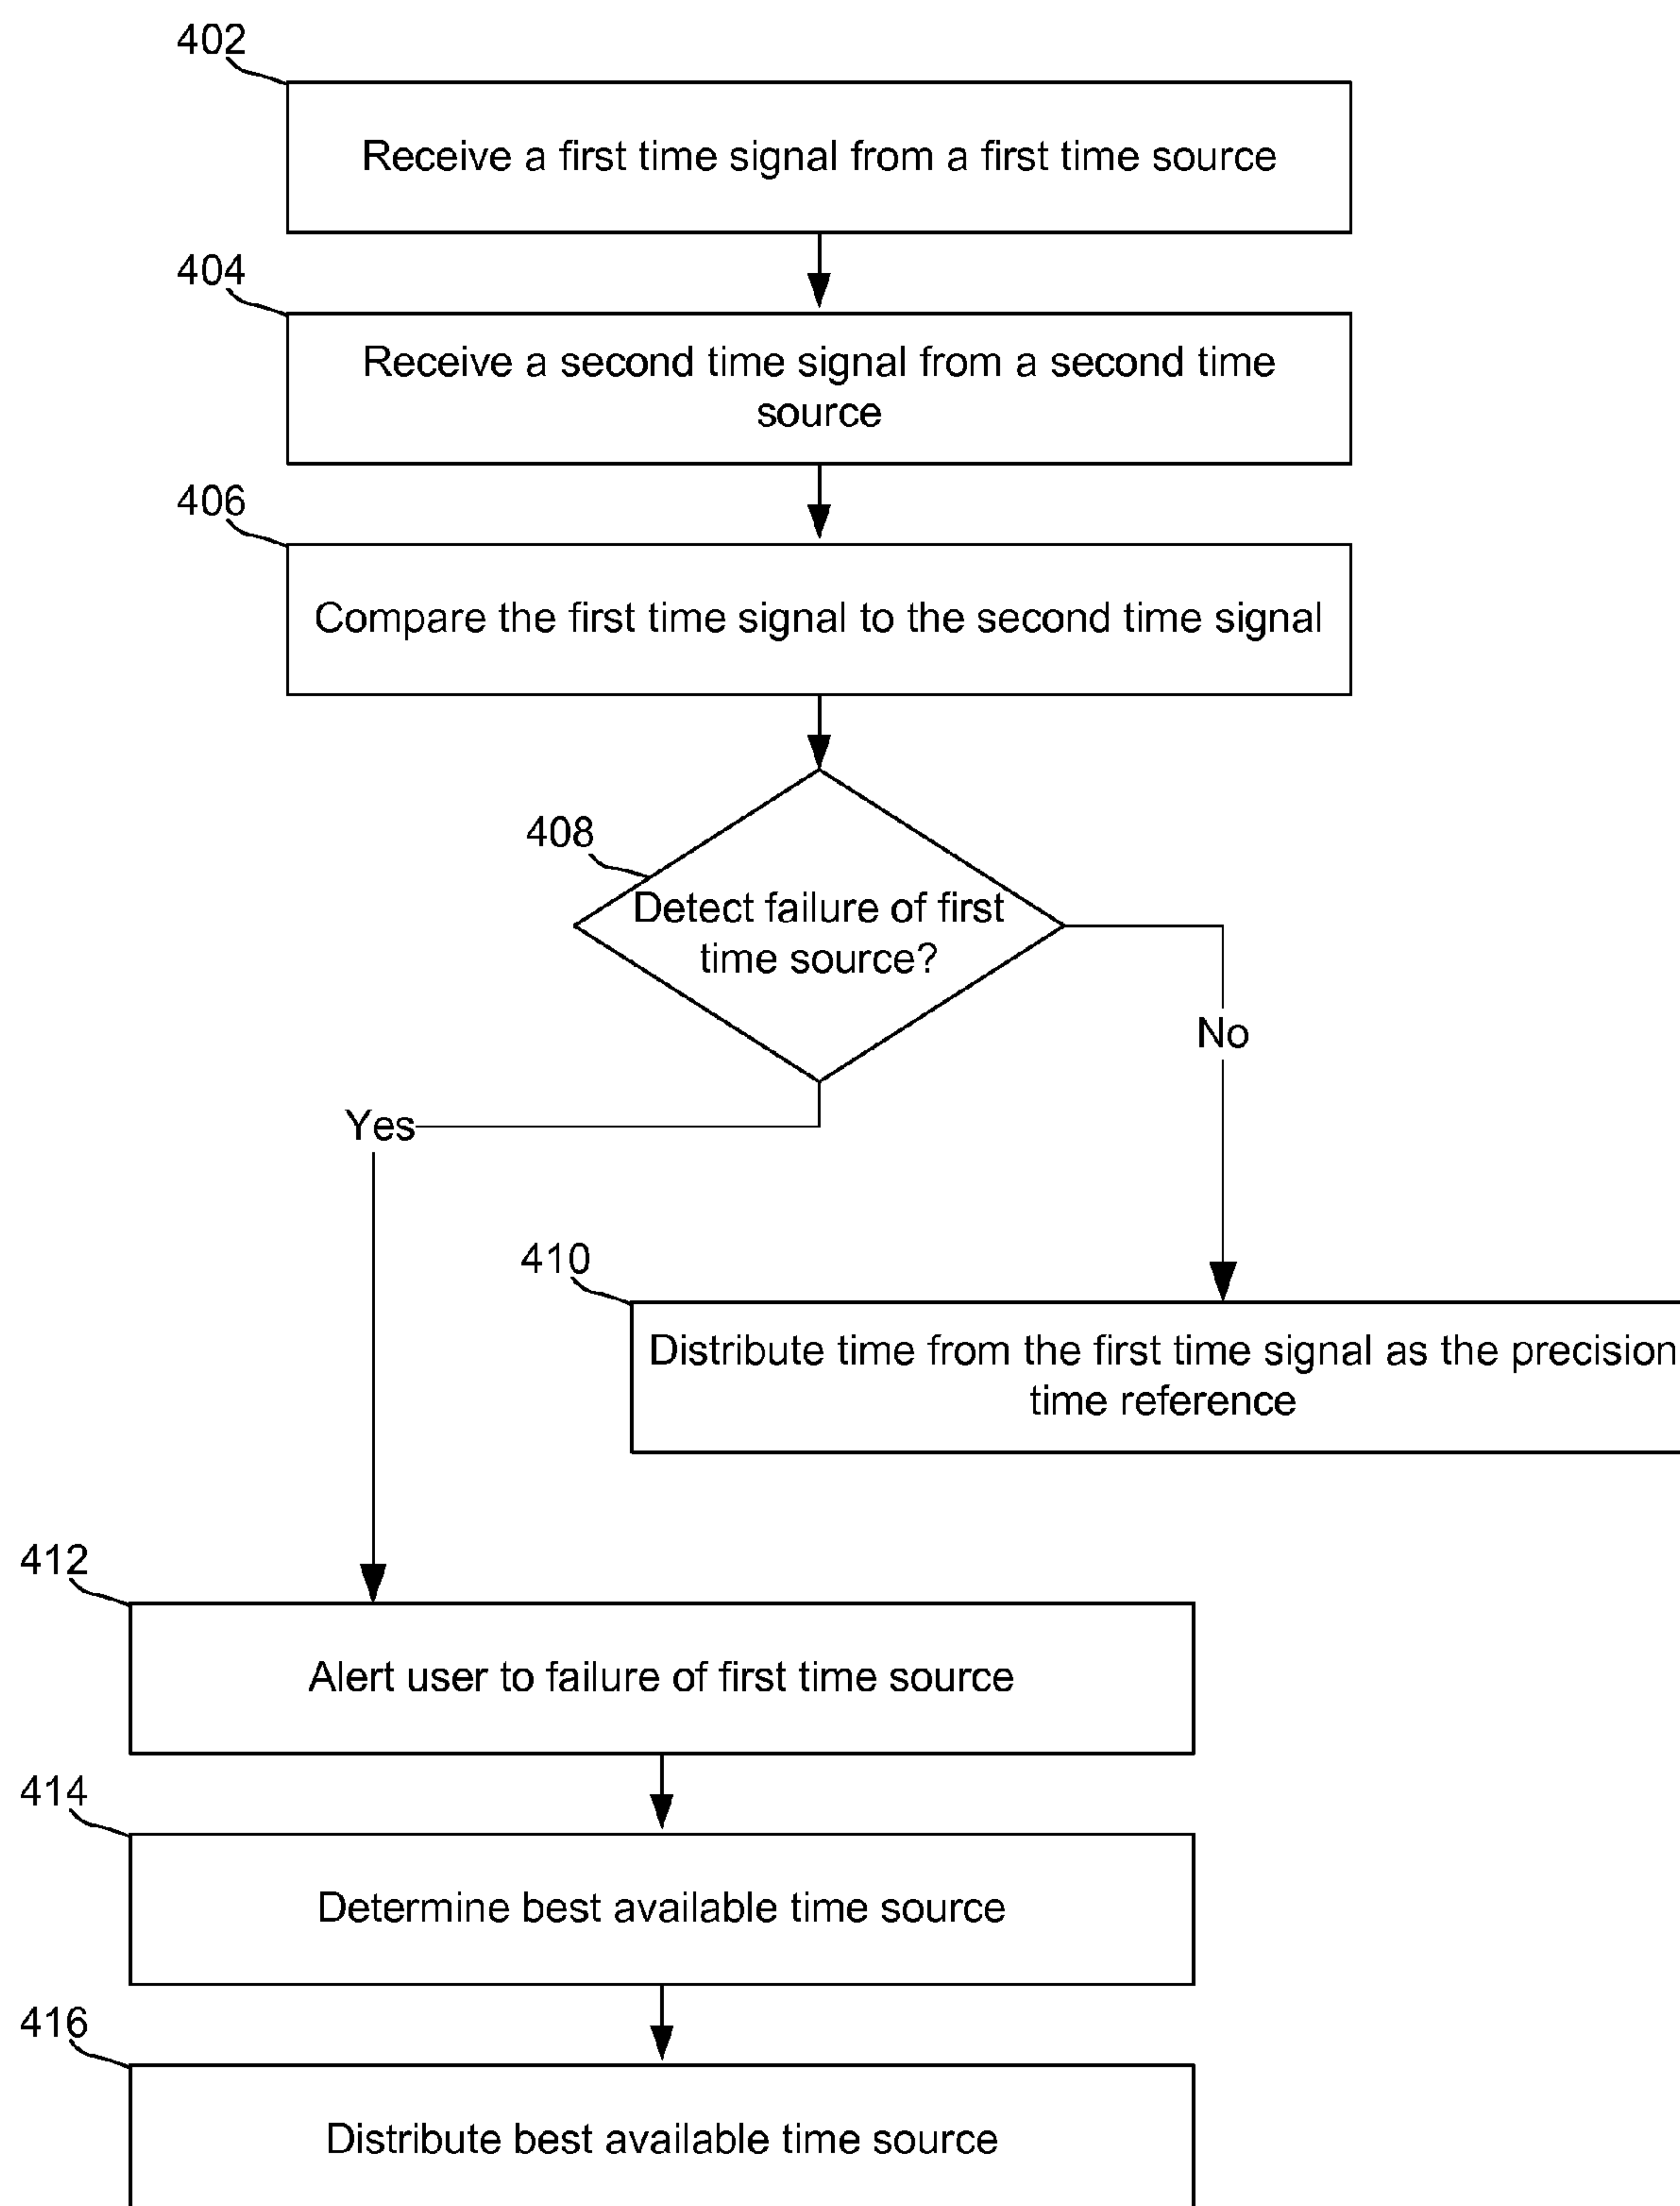 402
Receive a first time signal from a first time source
404
Receive a second time signal from a second time
source
406
Compare the first time signal to the second time signal
408
Detect failure of first
time source?
No
Yes
410
Distribute time from the first time signal as the precision
time reference
412
Alert user to failure of first time source
414
Determine best available time source
416
Distribute best available time source